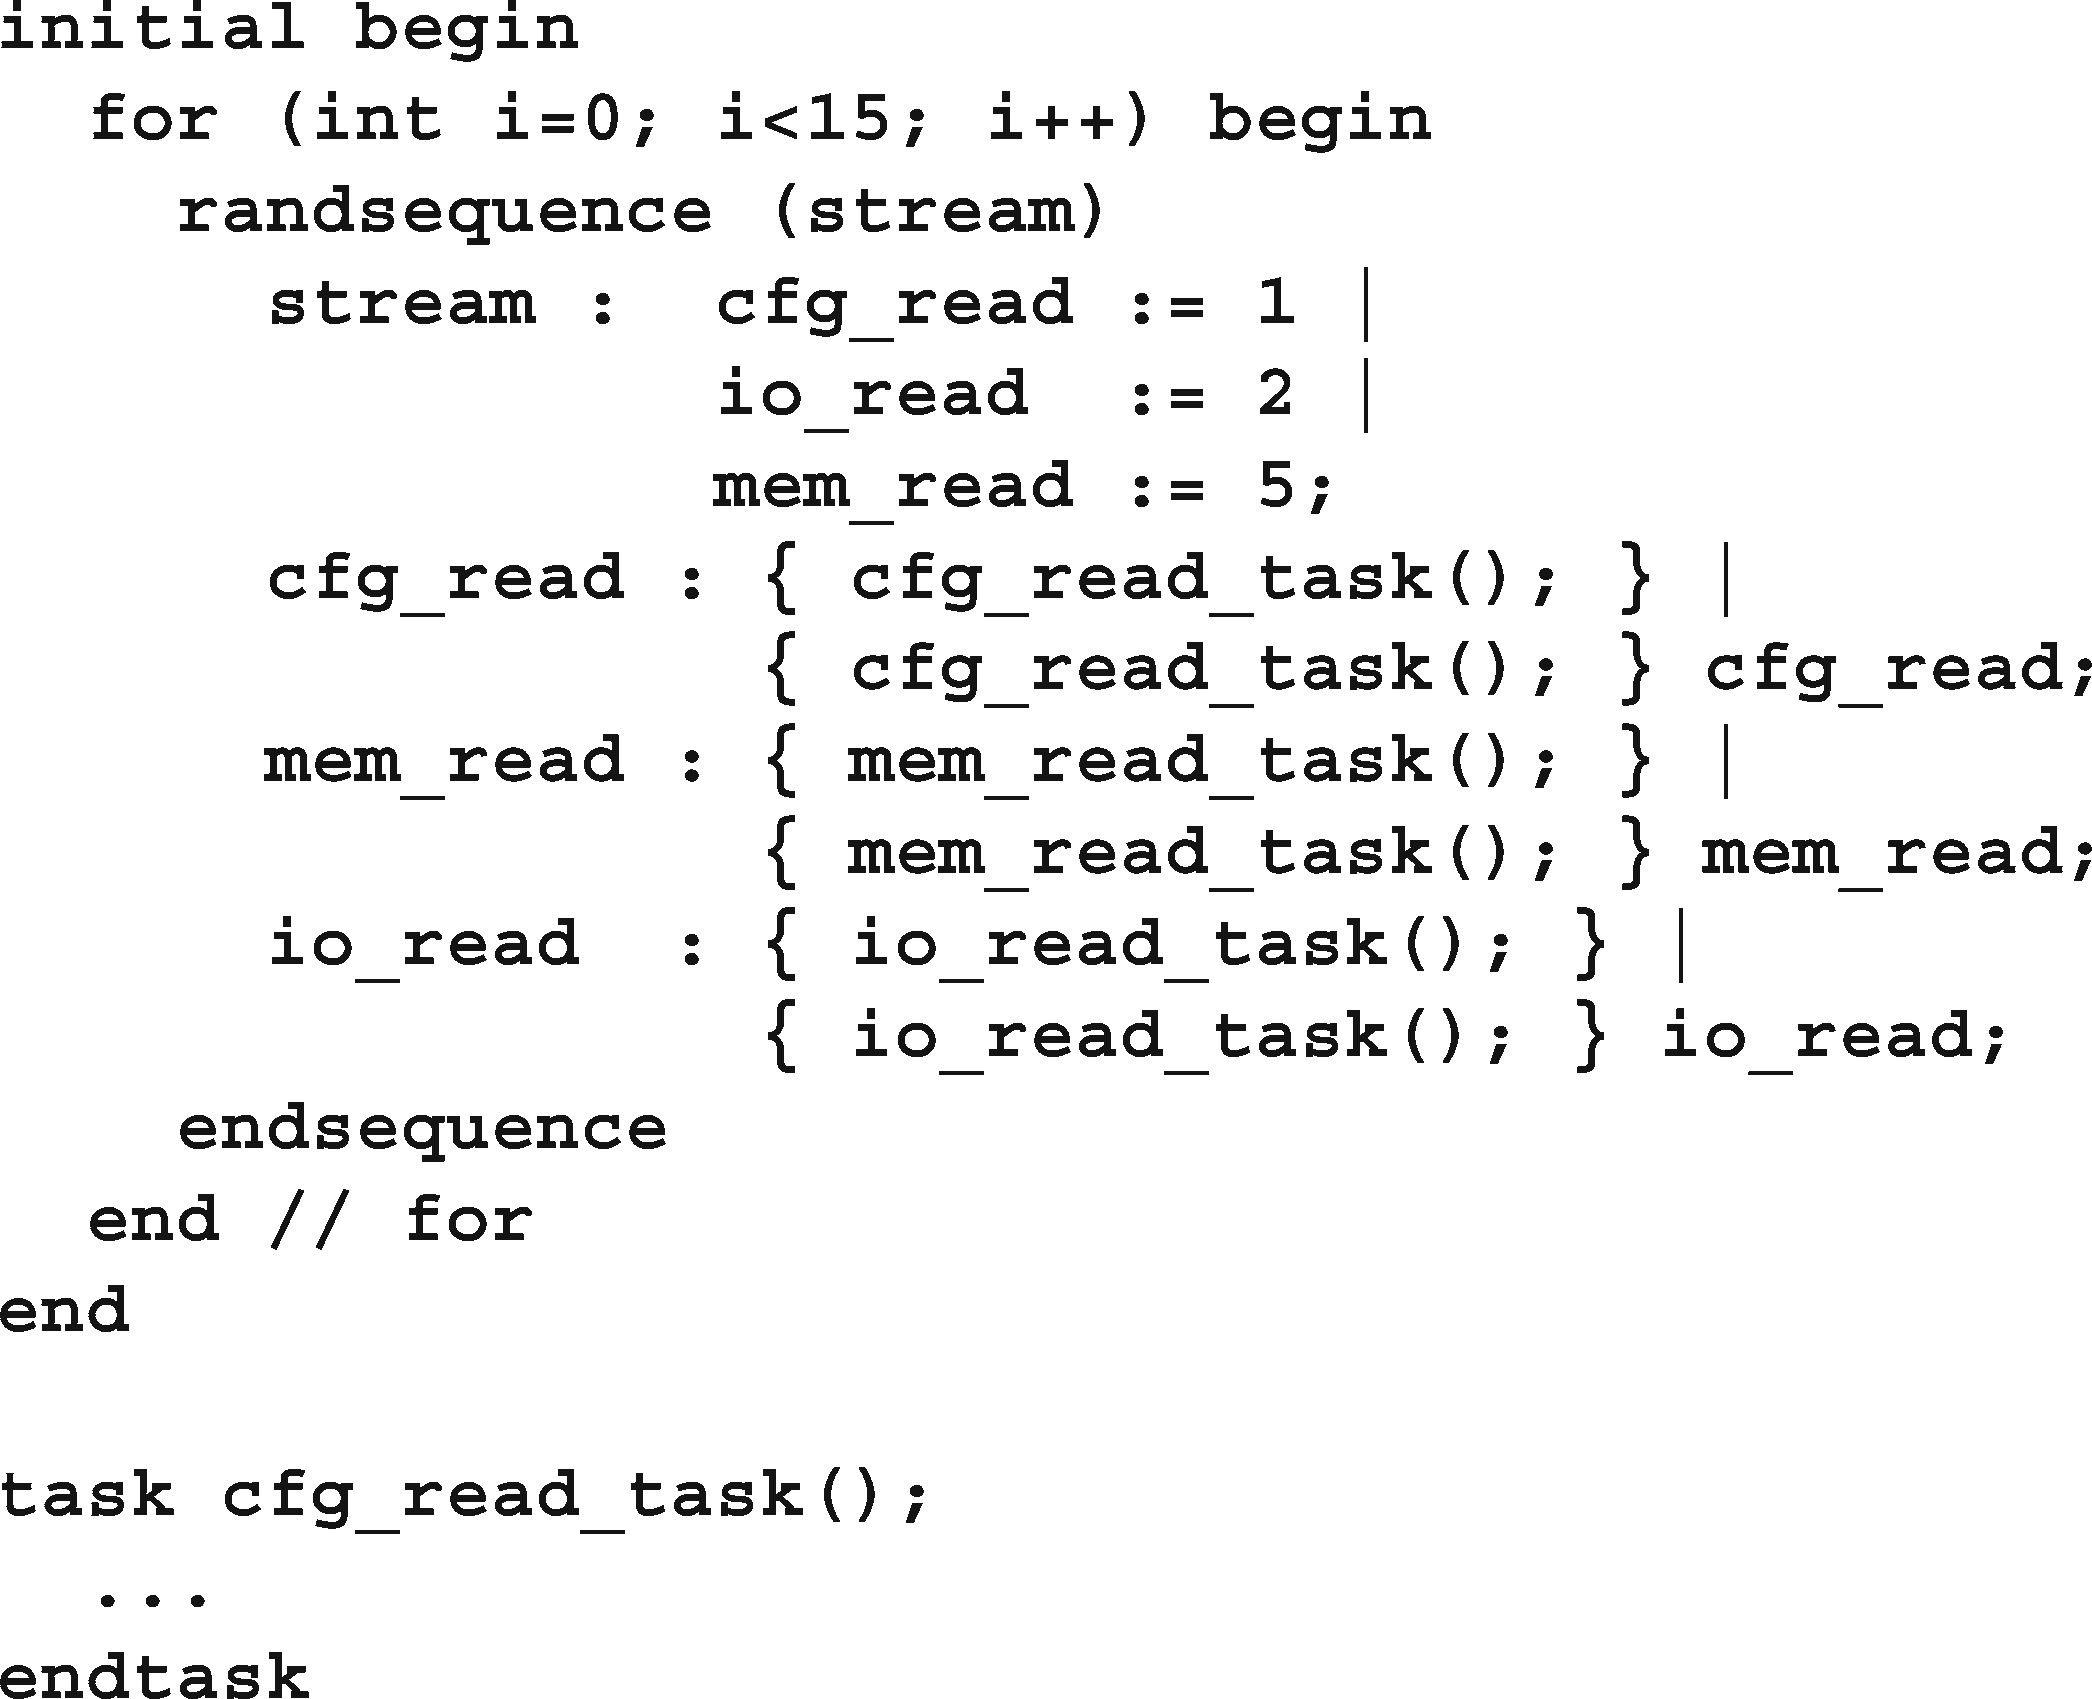 initial begin
  for (int i=0; i<15; i++) begin
    randsequence (stream)
      stream :  cfg_read := 1 |
                io_read  := 2 |
                mem_read := 5;
      cfg_read : { cfg_read_task(); } |
                 { cfg_read_task(); } cfg_read;
      mem_read : { mem_read_task(); } |
                 { mem_read_task(); } mem_read;
      io_read  : { io_read_task(); } |
                 { io_read_task(); } io_read;
    endsequence
  end // for
end

task cfg_read_task();
  ...
endtask